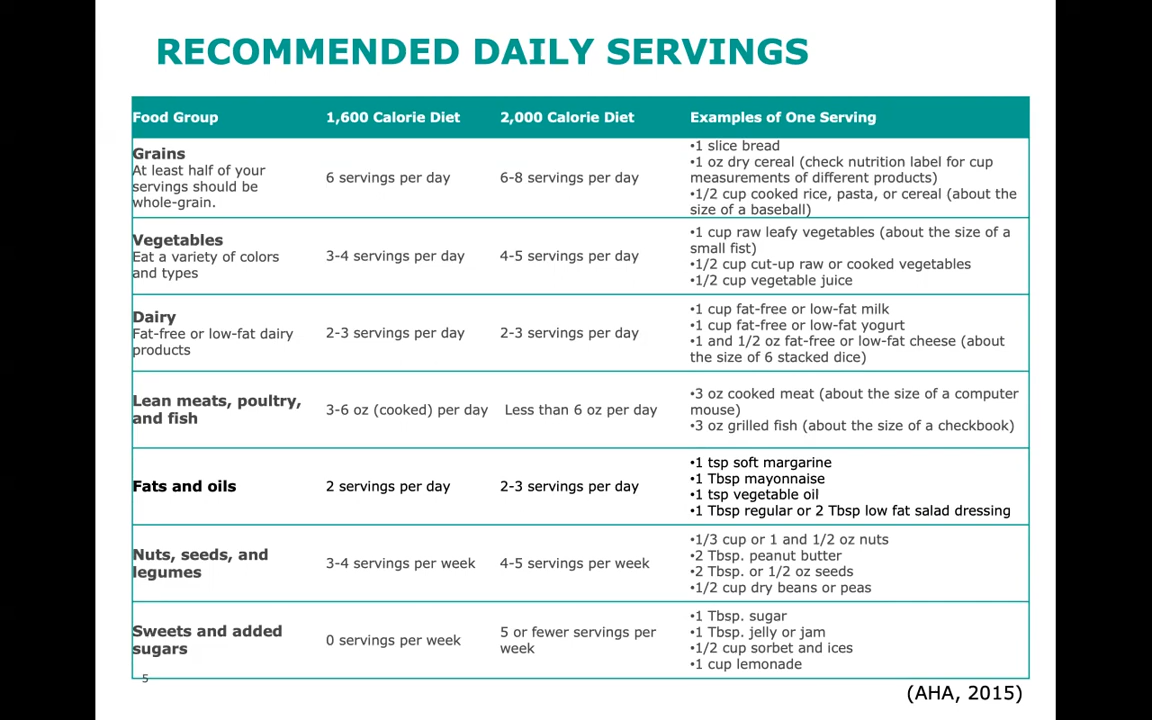 RECOMMENDED DAILY SERVINGS
Food Group 1,600 Calorie Diet 2,000 Calorie Diet Examples of One Serving
Grains
At least half of your
servings should be
whole-grain.
6 servings per day
6-8 servings per day
•1 slice bread
•1 oz dry cereal (check nutrition label for cup
measurements of different products)
•1/2 cup cooked rice, pasta, or cereal (about the
size of a baseball)
Vegetables
Eat a variety of colors
and types
3-4 servings per day
4-5 servings per day
•1 cup raw leafy vegetables (about the size of a
small fist)
•1/2 cup cut-up raw or cooked vegetables
•1/2 cup vegetable juice
Dairy
Fat-free or low-fat dairy
products
2-3 servings per day
2-3 servings per day
•1 cup fat-free or low-fat milk
•1 cup fat-free or low-fat yogurt
•1 and 1/2 oz fat-free or low-fat cheese (about
the size of 6 stacked dice)
Lean meats, poultry,
and fish
3-6 oz (cooked) per day
Less than 6 oz per day
•3 oz cooked meat (about the size of a computer
mouse)
•3 oz grilled fish (about the size of a checkbook)
Fats and oils
2 servings per day
2-3 servings per day
•1 tsp soft margarine
•1 Tbsp mayonnaise
•1 tsp vegetable oil
•1 Tbsp regular or 2 Tbsp low fat salad dressing
Nuts, seeds, and
legumes
3-4 servings per week
4-5 servings per week
•1/3 cup or 1 and 1/2 oz nuts
•2 Tbsp. peanut butter
•2 Tbsp. or 1/2 oz seeds
•1/2 cup dry beans or peas
Sweets and added
sugars
0 servings per week
5 or fewer servings per
week
•1 Tbsp. sugar
•1 Tbsp. jelly or jam
•1/2 cup sorbet and ices
•1 cup lemonade
5
(AHA, 2015)